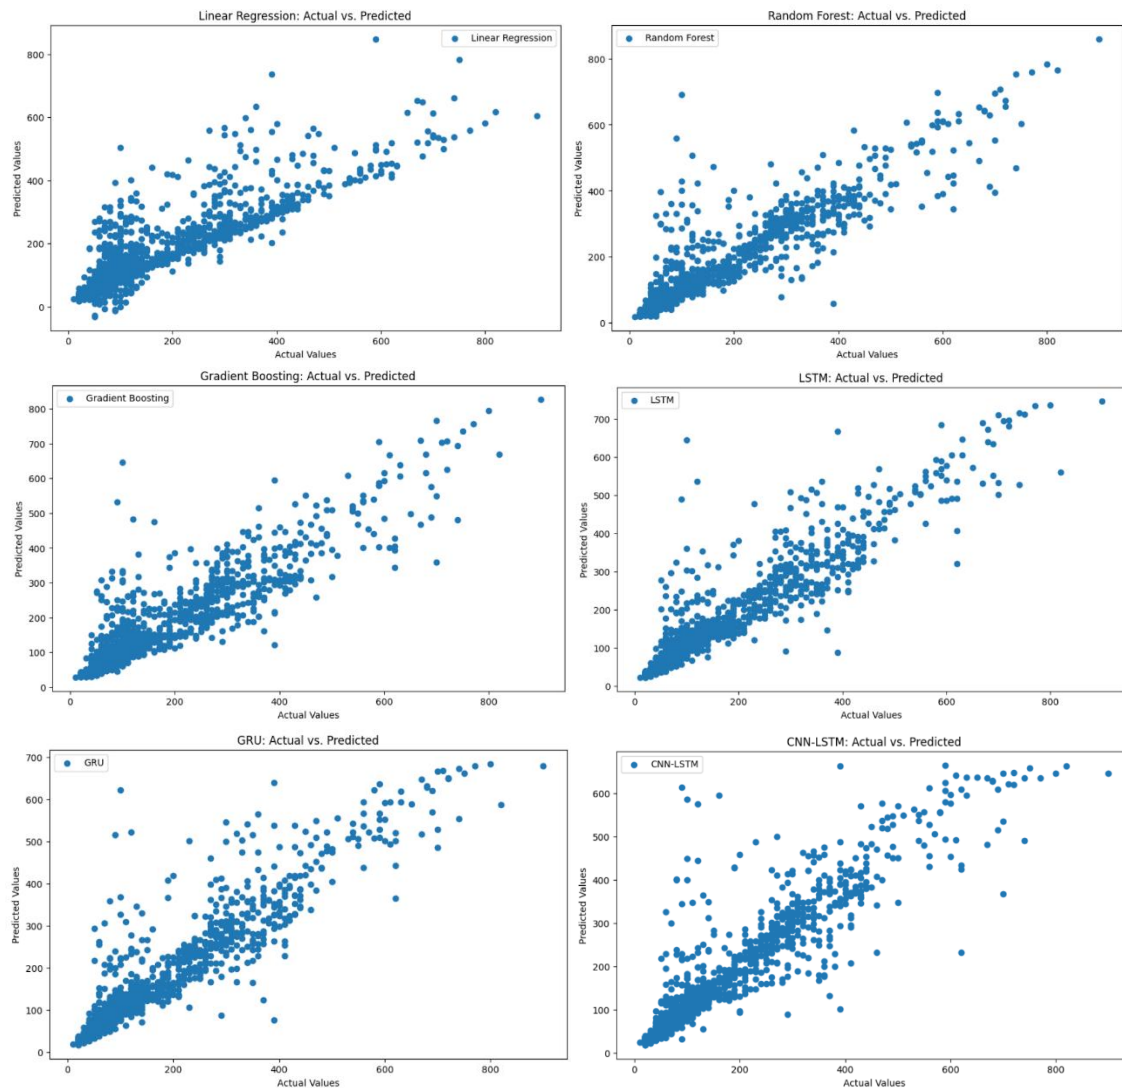 Linear Regression: Actual vs. Predicted
Linear Regression
Predicted Values
800
600
400
200
0
0 200 400 600 800
Actual Values
Random Forest: Actual vs. Predicted
Random Forest
Predicted Values
800
600
400
200
0
0 200 400 600 800
Actual Values
Gradient Boosting: Actual vs. Predicted
Gradient Boosting
Predicted Values
800
700
600
500
400
300
200
100
0
0 200 400 600 800
Actual Values
LSTM: Actual vs. Predicted
LSTM
Predicted Values
700
600
500
400
300
200
100
0
0 200 400 600 800
Actual Values
GRU: Actual vs. Predicted
GRU
Predicted Values
700
600
500
400
300
200
100
0
0 200 400 600 800
Actual Values
CNN-LSTM: Actual vs. Predicted
CNN-LSTM
Predicted Values
600
500
400
300
200
100
0
0 200 400 600 800
Actual Values